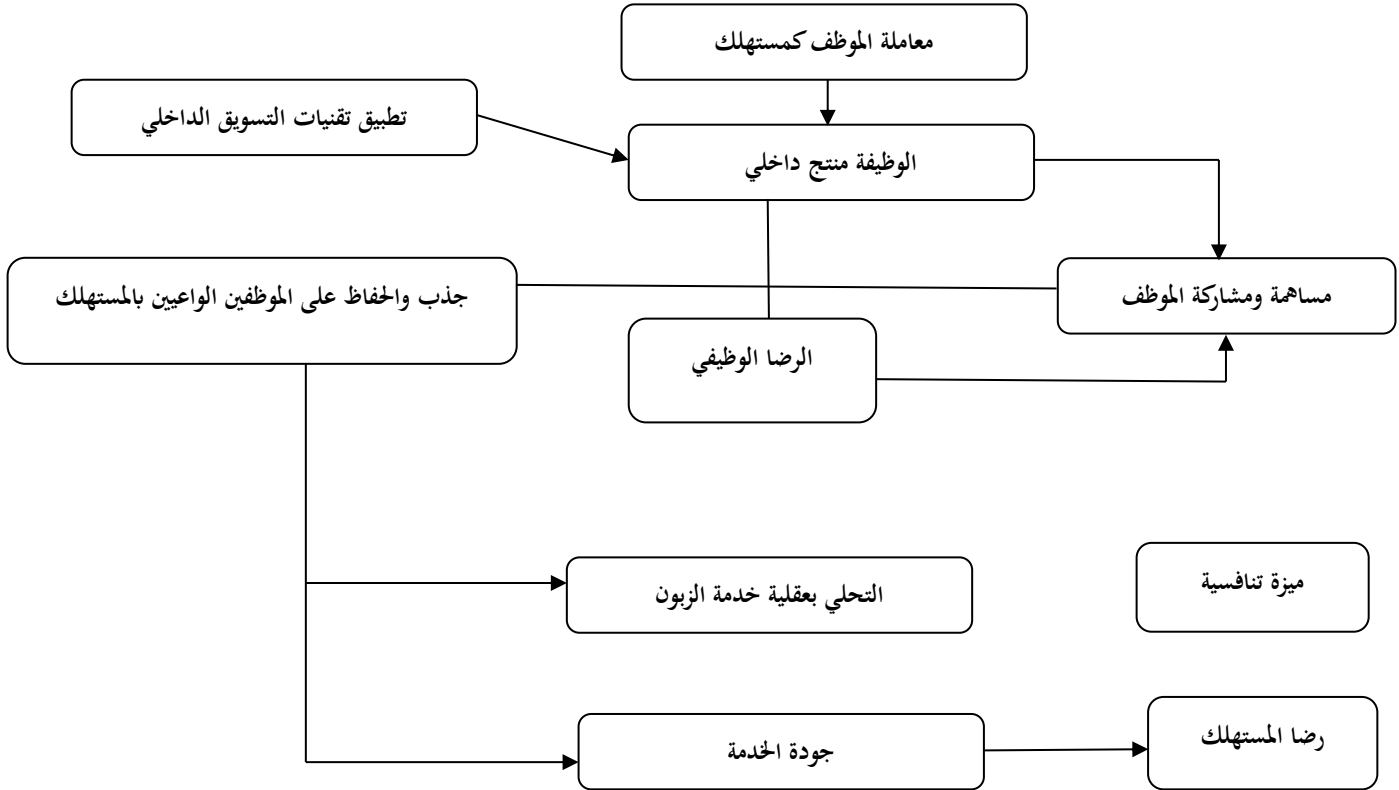 معاملة الموظف كمستهلك
تطبيق تقنيات التسويق الداخلي
الوظيفة منتج داخلي
جذب والحفاظ على الموظفين الواعيين بالمستهلك
مساهمة ومشاركة الموظف
الرضا الوظيفي
ميزة تنافسية
التحلي بعقلية خدمة الزبون
رضا المستهلك
جودة الخدمة